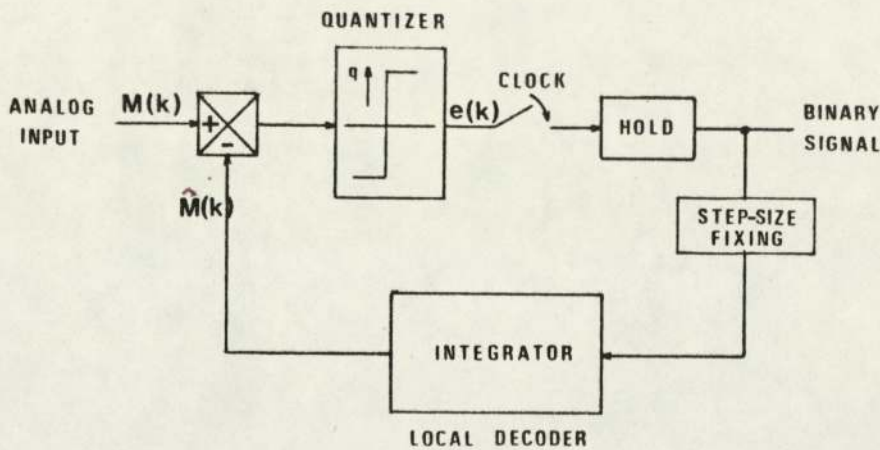 QUANTIZER
q
CLOCK
ANALOG
INPUT
M(k)
+
-
e(k)
HOLD
BINARY
SIGNAL
M̂(k)
STEP-SIZE
FIXING
INTEGRATOR
LOCAL DECODER